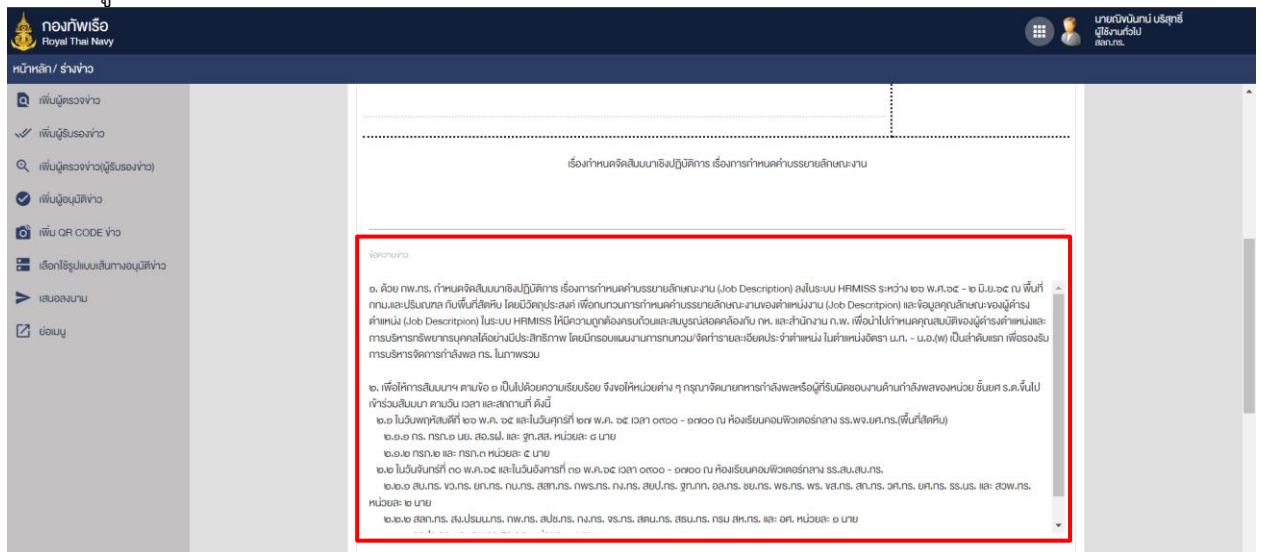 กองทัพเรือ
Royal Thai Navy
นายณิชนันทน์ บริสุทธิ์
ผู้ใช้งานทั่วไป
สลก.ทร.
หน้าหลัก / ร่างข่าว
เพิ่มผู้ตรวจข่าว
เพิ่มผู้รับรองข่าว
เพิ่มผู้ตรวจข่าว(ผู้รับรองข่าว)
เพิ่มผู้อนุมัติข่าว
เพิ่ม QR CODE ข่าว
เลือกใช้รูปแบบเส้นทางอนุมัติข่าว
เสนอลงนาม
ย่อเมนู
เรื่องกำหนดจัดสัมมนาเชิงปฏิบัติการ เรื่องการกำหนดคำบรรยายลักษณะงาน
ข้อความข่าว
๑. ด้วย กพ.ทร. กำหนดจัดสัมมนาเชิงปฏิบัติการ เรื่องการกำหนดคำบรรยายลักษณะงาน (Job Description) ลงในระบบ HRMISS ระหว่าง ๒๖ พ.ค.๖๕ - ๒ มิ.ย.๖๕ ณ พื้นที่
กทม.และปริมณฑล กับพื้นที่สัตหีบ โดยมีวัตถุประสงค์ เพื่อทบทวนการกำหนดคำบรรยายลักษณะงานของตำแหน่งงาน (Job Descritpion) และข้อมูลคุณลักษณะของผู้ดำรง
ตำแหน่ง (Job Descritpion) ในระบบ HRMISS ให้มีความถูกต้องครบถ้วนและสมบูรณ์สอดคล้องกับ กห. และสำนักงาน ก.พ. เพื่อนำไปกำหนดคุณสมบัติของผู้ดำรงตำแหน่งและ
การบริหารทรัพยากรบุคคลได้อย่างมีประสิทธิภาพ โดยมีกรอบแผนงานการทบทวน/จัดทำรายละเอียดประจำตำแหน่ง ในตำแหน่งอัตรา น.ท. - น.อ.(พ) เป็นลำดับแรก เพื่อรองรับ
การบริหารจัดการกำลังพล ทร. ในภาพรวม
๒. เพื่อให้การสัมมนาฯ ตามข้อ ๑ เป็นไปด้วยความเรียบร้อย จึงขอให้หน่วยต่าง ๆ กรุณาจัดนายทหารกำลังพลหรือผู้ที่รับผิดชอบงานด้านกำลังพลของหน่วย ชั้นยศ ร.ต.ขึ้นไป
เข้าร่วมสัมมนา ตามวัน เวลา และสถานที่ ดังนี้
๒.๑ ในวันพฤหัสบดีที่ ๒๖ พ.ค. ๖๕ และในวันศุกร์ที่ ๒๗ พ.ค. ๖๕ เวลา ๐๙๐๐ - ๑๗๐๐ ณ ห้องเรียนคอมพิวเตอร์กลาง รร.พจ.ยศ.ทร.(พื้นที่สัตหีบ)
๒.๑.๑ กร. ทรภ.๑ นย. สอ.รฝ. และ ฐท.สส. หน่วยละ ๘ นาย
๒.๑.๒ ทรภ.๒ และ ทรภ.๓ หน่วยละ ๕ นาย
๒.๒ ในวันจันทร์ที่ ๓๐ พ.ค.๖๕ และในวันอังคารที่ ๓๑ พ.ค.๖๕ เวลา ๐๙๐๐ - ๑๗๐๐ ณ ห้องเรียนคอมพิวเตอร์กลาง รร.สบ.สบ.ทร.
๒.๒.๑ สบ.ทร. ขว.ทร. ยก.ทร. กบ.ทร. สสท.ทร. กพร.ทร. กง.ทร. สยป.ทร. ฐท.กท. อล.ทร. ขย.ทร. พธ.ทร. พร. ขส.ทร. สก.ทร. วศ.ทร. ยศ.ทร. รร.นร. และ สวพ.ทร.
หน่วยละ ๒ นาย
๒.๒.๒ สลก.ทร. สง.ปรมน.ทร. กพ.ทร. สปช.ทร. กง.ทร. จร.ทร. สตน.ทร. สธน.ทร. กรม สห.ทร. และ อศ. หน่วยละ ๑ นาย